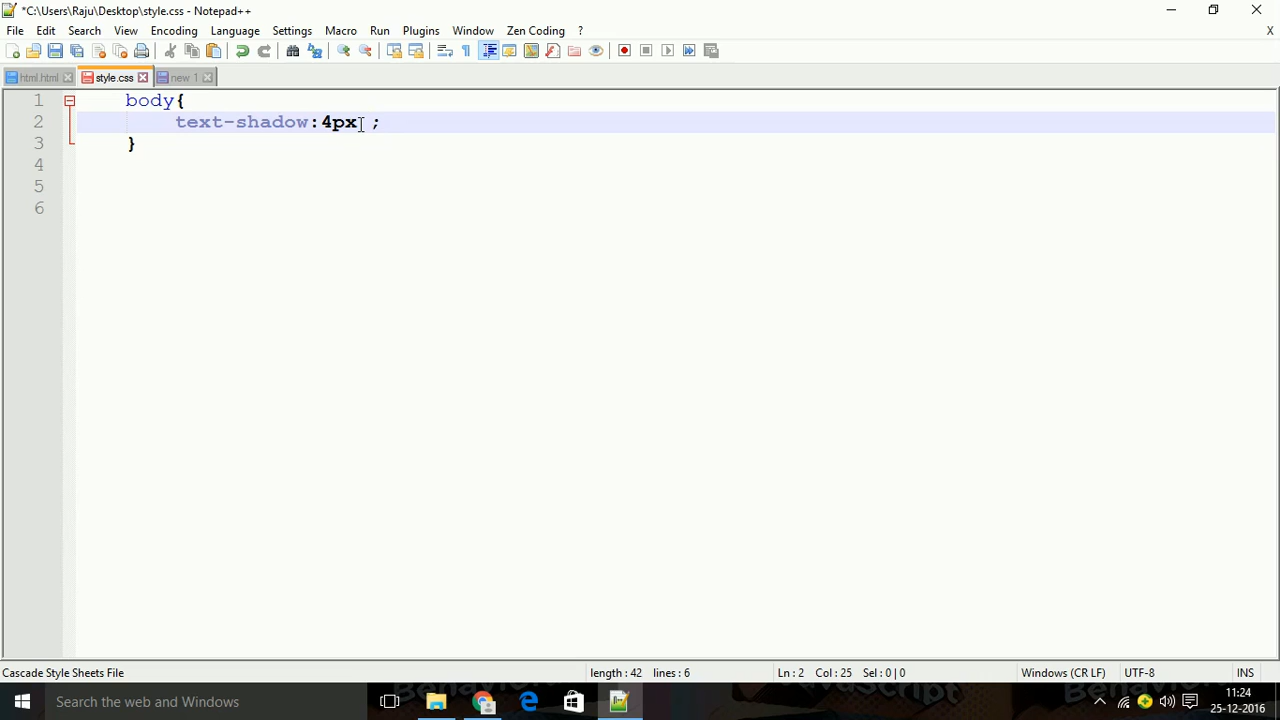 *C:\Users\Raju\Desktop\style.css - Notepad++
File Edit Search View Encoding Language Settings Macro Run Plugins Window Zen Coding ? X
html.html style.css new 1
1 body{
2 text-shadow:4px ;
3 }
4
5
6
Cascade Style Sheets File length : 42 lines : 6 Ln : 2 Col : 25 Sel : 0 | 0 Windows (CR LF) UTF-8 INS
Search the web and Windows 11:24
25-12-2016